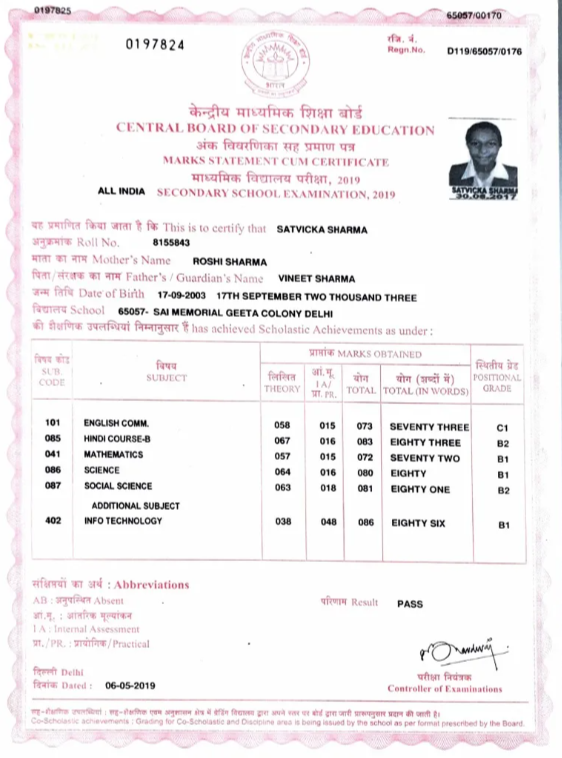 0197825
65057/00170
0197824
रजि. नं.
Regn.No. D119/65057/0176
भारत
केन्द्रीय माध्यमिक शिक्षा बोर्ड
CENTRAL BOARD OF SECONDARY EDUCATION
अंक विवरणिका सह प्रमाण पत्र
MARKS STATEMENT CUM CERTIFICATE
माध्यमिक विद्यालय परीक्षा, 2019
ALL INDIA SECONDARY SCHOOL EXAMINATION, 2019
SATVICKA SHARMA
30.08.2017
यह प्रमाणित किया जाता है कि This is to certify that SATVICKA SHARMA
अनुक्रमांक Roll No. 8155843
माता का नाम Mother's Name ROSHI SHARMA
पिता/संरक्षक का नाम Father's / Guardian's Name VINEET SHARMA
जन्म तिथि Date of Birth 17-09-2003 17TH SEPTEMBER TWO THOUSAND THREE
विद्यालय School 65057- SAI MEMORIAL GEETA COLONY DELHI
की शैक्षणिक उपलब्धियां निम्नानुसार हैं has achieved Scholastic Achievements as under :
विषय कोड SUB. CODE
विषय SUBJECT
प्राप्तांक MARKS OBTAINED
लिखित THEORY
आं.मू. I A/ प्रा. PR.
योग TOTAL
योग (शब्दों में) TOTAL (IN WORDS)
स्थितीय ग्रेड POSITIONAL GRADE
101 ENGLISH COMM. 058 015 073 SEVENTY THREE C1
085 HINDI COURSE-B 067 016 083 EIGHTY THREE B2
041 MATHEMATICS 057 015 072 SEVENTY TWO B1
086 SCIENCE 064 016 080 EIGHTY B1
087 SOCIAL SCIENCE 063 018 081 EIGHTY ONE B2
ADDITIONAL SUBJECT
402 INFO TECHNOLOGY 038 048 086 EIGHTY SIX B1
संक्षिप्तियों का अर्थ : Abbreviations
AB : अनुपस्थित Absent
परिणाम Result PASS
आं.मू. : आंतरिक मूल्यांकन
I A : Internal Assessment
प्रा./PR. : प्रायोगिक/Practical
दिल्ली Delhi
दिनांक Dated : 06-05-2019
परीक्षा नियंत्रक
Controller of Examinations
सह-शैक्षणिक उपलब्धियां : सह-शैक्षणिक एवम अनुशासन क्षेत्र में ग्रेडिंग विद्यालय द्वारा अपने स्तर पर बोर्ड द्वारा जारी प्रारूपानुसार प्रदान की जाती है।
Co-Scholastic achievements : Grading for Co-Scholastic and Discipline area is being issued by the school as per format prescribed by the Board.